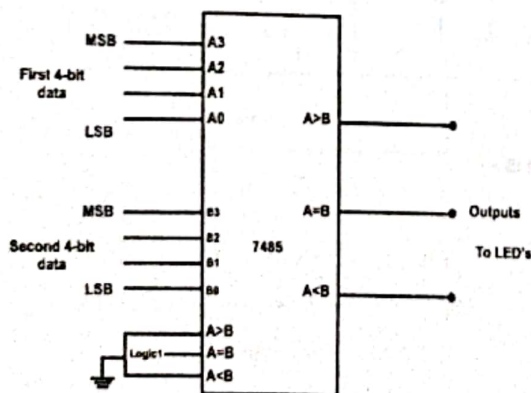 MSB
A3
A2
First 4-bit
data
A1
A0
LSB
A>B
MSB
B3
B2
Second 4-bit
data
B1
LSB
B0
7485
A=B
Outputs
To LED's
A<B
A>B
Logic1
A=B
A<B